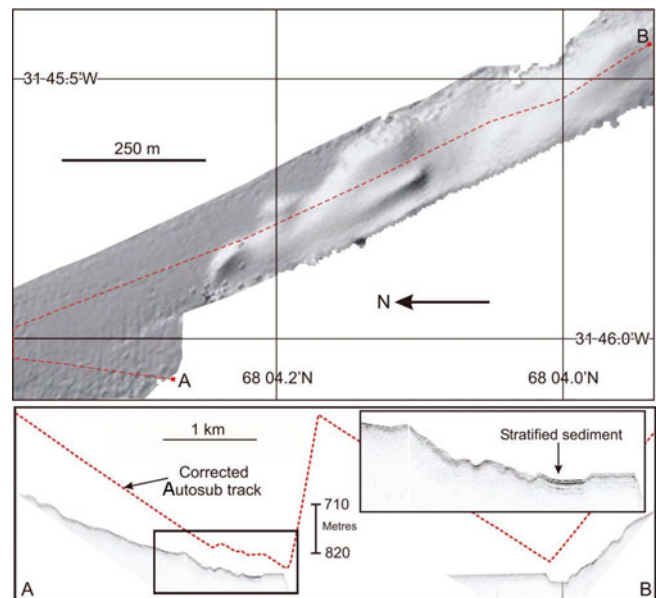 B
31·45.5'W
250 m
N
31·46.0'W
A
68 04.2'N
68 04.0'N
1 km
Stratified sediment
Corrected
Autosub track
710
Metres
820
A
B